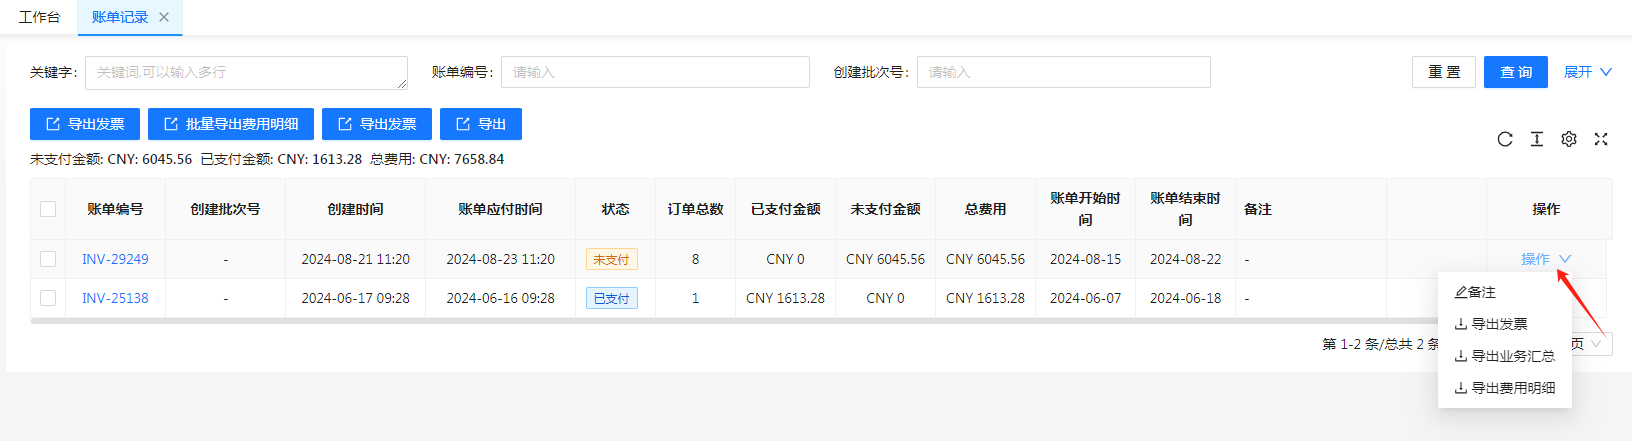 工作台 账单记录
关键字: 关键词,可以输入多行 账单编号: 请输入 创建批次号: 请输入 重 置 查 询 展开
导出发票 批量导出费用明细 导出发票 导出
未支付金额: CNY: 6045.56 已支付金额: CNY: 1613.28 总费用: CNY: 7658.84
账单编号 创建批次号 创建时间 账单应付时间 状态 订单总数 已支付金额 未支付金额 总费用 账单开始时间 账单结束时间 备注 操作
INV-29249 - 2024-08-21 11:20 2024-08-23 11:20 未支付 8 CNY 0 CNY 6045.56 CNY 6045.56 2024-08-15 2024-08-22 - 操作
INV-25138 - 2024-06-17 09:28 2024-06-16 09:28 已支付 1 CNY 1613.28 CNY 0 CNY 1613.28 2024-06-07 2024-06-18 -
第 1-2 条/总共 2 条 页
备注
导出发票
导出业务汇总
导出费用明细